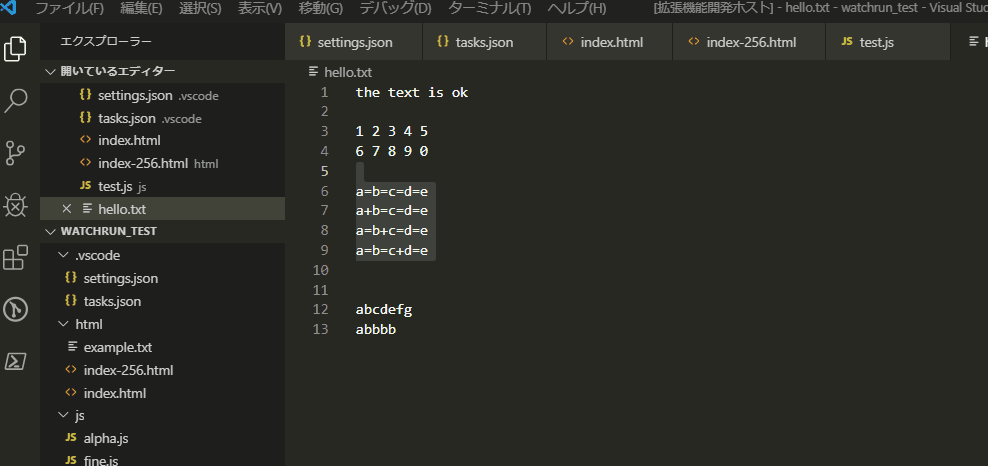 ファイル(F) 編集(E) 選択(S) 表示(V) 移動(G) デバッグ(D) ターミナル(T) ヘルプ(H) [拡張機能開発ホスト] - hello.txt - watchrun_test - Visual Stu
エクスプローラー
settings.json tasks.json index.html index-256.html test.js
開いているエディター
settings.json .vscode
tasks.json .vscode
index.html
index-256.html html
JS test.js js
hello.txt
WATCHRUN_TEST
.vscode
settings.json
tasks.json
html
example.txt
index-256.html
index.html
js
JS alpha.js
JS fine.js
hello.txt
1 the text is ok
2
3 1 2 3 4 5
4 6 7 8 9 0
5
6 a=b=c=d=e
7 a+b=c=d=e
8 a=b+c=d=e
9 a=b=c+d=e
10
11
12 abcdefg
13 abbbb